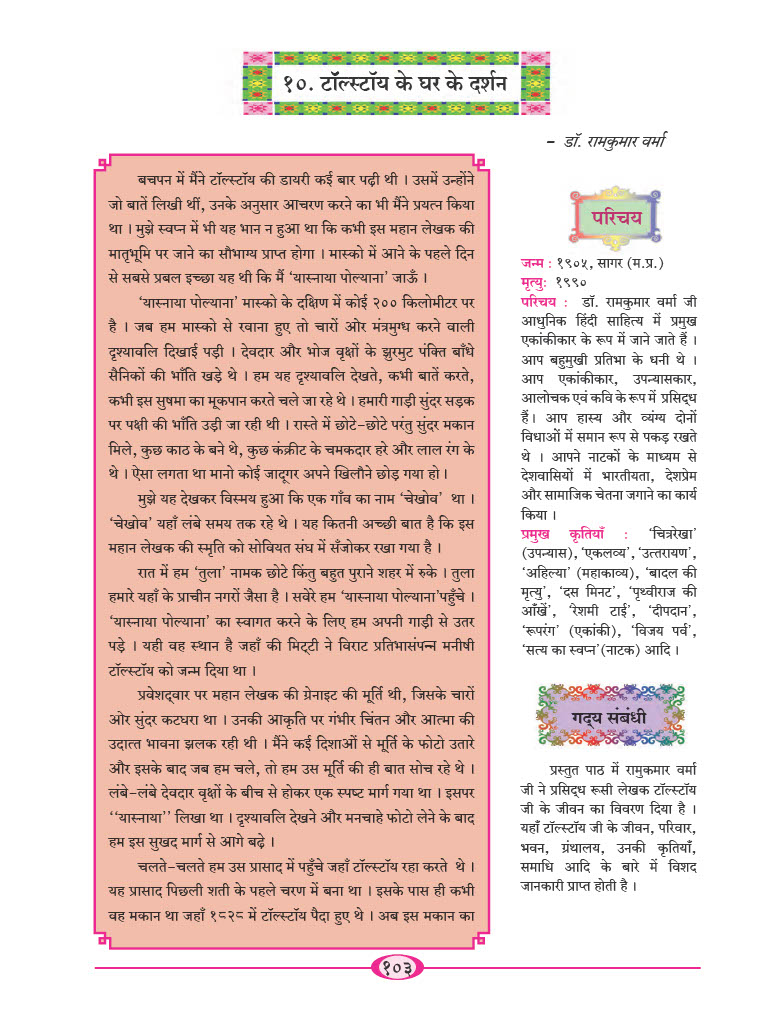 १०. टॉल्स्टॉय के घर के दर्शन
– डॉ. रामकुमार वर्मा
बचपन में मैंने टॉल्स्टॉय की डायरी कई बार पढ़ी थी । उसमें उन्होंने
जो बातें लिखी थीं, उनके अनुसार आचरण करने का भी मैंने प्रयत्न किया
था । मुझे स्वप्न में भी यह भान न हुआ था कि कभी इस महान लेखक की
मातृभूमि पर जाने का सौभाग्य प्राप्त होगा । मास्को में आने के पहले दिन
से सबसे प्रबल इच्छा यह थी कि मैं ‘यास्नाया पोल्याना’ जाऊँ ।
‘यास्नाया पोल्याना’ मास्को के दक्षिण में कोई २०० किलोमीटर पर
है । जब हम मास्को से रवाना हुए तो चारों ओर मंत्रमुग्ध करने वाली
दृश्यावलि दिखाई पड़ी । देवदार और भोज वृक्षों के झुरमुट पंक्ति बाँधे
सैनिकों की भाँति खड़े थे । हम यह दृश्यावलि देखते, कभी बातें करते,
कभी इस सुषमा का मूकपान करते चले जा रहे थे । हमारी गाड़ी सुंदर सड़क
पर पक्षी की भाँति उड़ी जा रही थी । रास्ते में छोटे-छोटे परंतु सुंदर मकान
मिले, कुछ काठ के बने थे, कुछ कंक्रीट के चमकदार हरे और लाल रंग के
थे । ऐसा लगता था मानो कोई जादूगर अपने खिलौने छोड़ गया हो ।
मुझे यह देखकर विस्मय हुआ कि एक गाँव का नाम ‘चेखोव’ था ।
‘चेखोव’ यहाँ लंबे समय तक रहे थे । यह कितनी अच्छी बात है कि इस
महान लेखक की स्मृति को सोवियत संघ में सँजोकर रखा गया है ।
रात में हम ‘तुला’ नामक छोटे किंतु बहुत पुराने शहर में रुके । तुला
हमारे यहाँ के प्राचीन नगरों जैसा है । सवेरे हम ‘यास्नाया पोल्याना’पहुँचे ।
‘यास्नाया पोल्याना’ का स्वागत करने के लिए हम अपनी गाड़ी से उतर
पड़े । यही वह स्थान है जहाँ की मिट्टी ने विराट प्रतिभासंपन्न मनीषी
टॉल्स्टॉय को जन्म दिया था ।
प्रवेशद्वार पर महान लेखक की ग्रेनाइट की मूर्ति थी, जिसके चारों
ओर सुंदर कटघरा था । उनकी आकृति पर गंभीर चिंतन और आत्मा की
उदात्त भावना झलक रही थी । मैंने कई दिशाओं से मूर्ति के फोटो उतारे
और इसके बाद जब हम चले, तो हम उस मूर्ति की ही बात सोच रहे थे ।
लंबे-लंबे देवदार वृक्षों के बीच से होकर एक स्पष्ट मार्ग गया था । इसपर
‘‘यास्नाया’’ लिखा था । दृश्यावलि देखने और मनचाहे फोटो लेने के बाद
हम इस सुखद मार्ग से आगे बढ़े ।
चलते-चलते हम उस प्रासाद में पहुँचे जहाँ टॉल्स्टॉय रहा करते थे ।
यह प्रासाद पिछली शती के पहले चरण में बना था । इसके पास ही कभी
वह मकान था जहाँ १८२८ में टॉल्स्टॉय पैदा हुए थे । अब इस मकान का
परिचय
जन्म : १९०५, सागर (म.प्र.)
मृत्यु: १९९०
परिचय : डॉ. रामकुमार वर्मा जी
आधुनिक हिंदी साहित्य में प्रमुख
एकांकीकार के रूप में जाने जाते हैं ।
आप बहुमुखी प्रतिभा के धनी थे ।
आप एकांकीकार, उपन्यासकार,
आलोचक एवं कवि के रूप में प्रसिद्ध
हैं। आप हास्य और व्यंग्य दोनों
विधाओं में समान रूप से पकड़ रखते
थे । आपने नाटकों के माध्यम से
देशवासियों में भारतीयता, देशप्रेम
और सामाजिक चेतना जगाने का कार्य
किया ।
प्रमुख कृतियाँ : ‘चित्ररेखा’
(उपन्यास), ‘एकलव्य’, ‘उत्तरायण’,
‘अहिल्या’ (महाकाव्य), ‘बादल की
मृत्यु’, ‘दस मिनट’, ‘पृथ्वीराज की
आँखें’, ‘रेशमी टाई’, ‘दीपदान’,
‘रूपरंग’ (एकांकी), ‘विजय पर्व’,
‘सत्य का स्वप्न’(नाटक) आदि ।
गद्य संबंधी
प्रस्तुत पाठ में रामुकमार वर्मा
जी ने प्रसिद्ध रूसी लेखक टॉल्स्टॉय
जी के जीवन का विवरण दिया है ।
यहाँ टॉल्स्टॉय जी के जीवन, परिवार,
भवन, ग्रंथालय, उनकी कृतियाँ,
समाधि आदि के बारे में विशद
जानकारी प्राप्त होती है ।
१०३